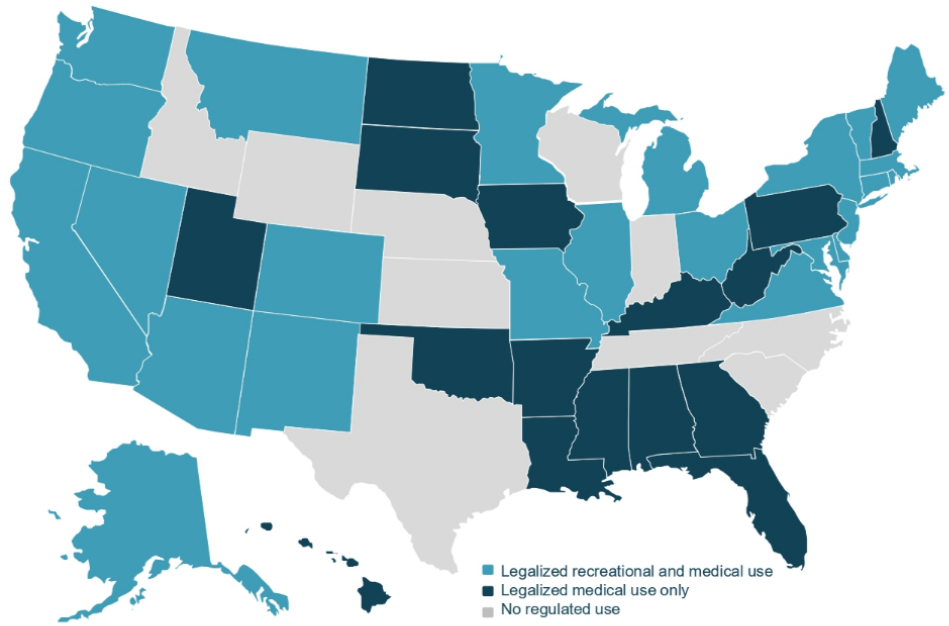 Legalized recreational and medical use
Legalized medical use only
No regulated use